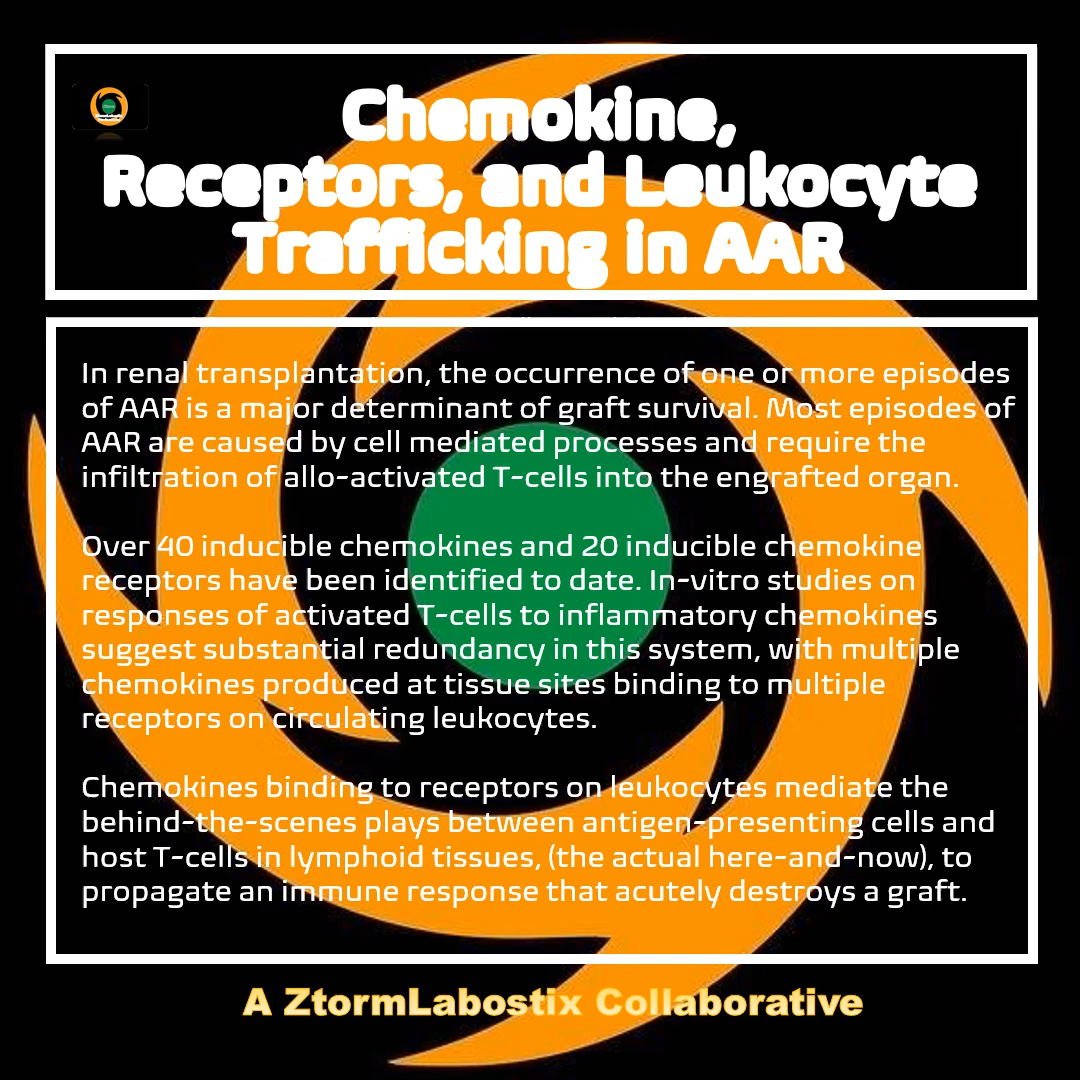 Chemokine,
Receptors, and Leukocyte
Trafficking in AAR
In renal transplantation, the occurrence of one or more episodes
of AAR is a major determinant of graft survival. Most episodes of
AAR are caused by cell mediated processes and require the
infiltration of allo-activated T-cells into the engrafted organ.
Over 40 inducible chemokines and 20 inducible chemokine
receptors have been identified to date. In-vitro studies on
responses of activated T-cells to inflammatory chemokines
suggest substantial redundancy in this system, with multiple
chemokines produced at tissue sites binding to multiple
receptors on circulating leukocytes.
Chemokines binding to receptors on leukocytes mediate the
behind-the-scenes plays between antigen-presenting cells and
host T-cells in lymphoid tissues, (the actual here-and-now), to
propagate an immune response that acutely destroys a graft.
A ZtormLabostix Collaborative